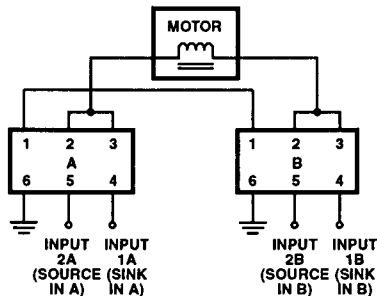 MOTOR
1 2 3
A
6 5 4
1 2 3
B
6 5 4
INPUT
2A
(SOURCE
IN A)
INPUT
1A
(SINK
IN A)
INPUT
2B
(SOURCE
IN B)
INPUT
1B
(SINK
IN B)